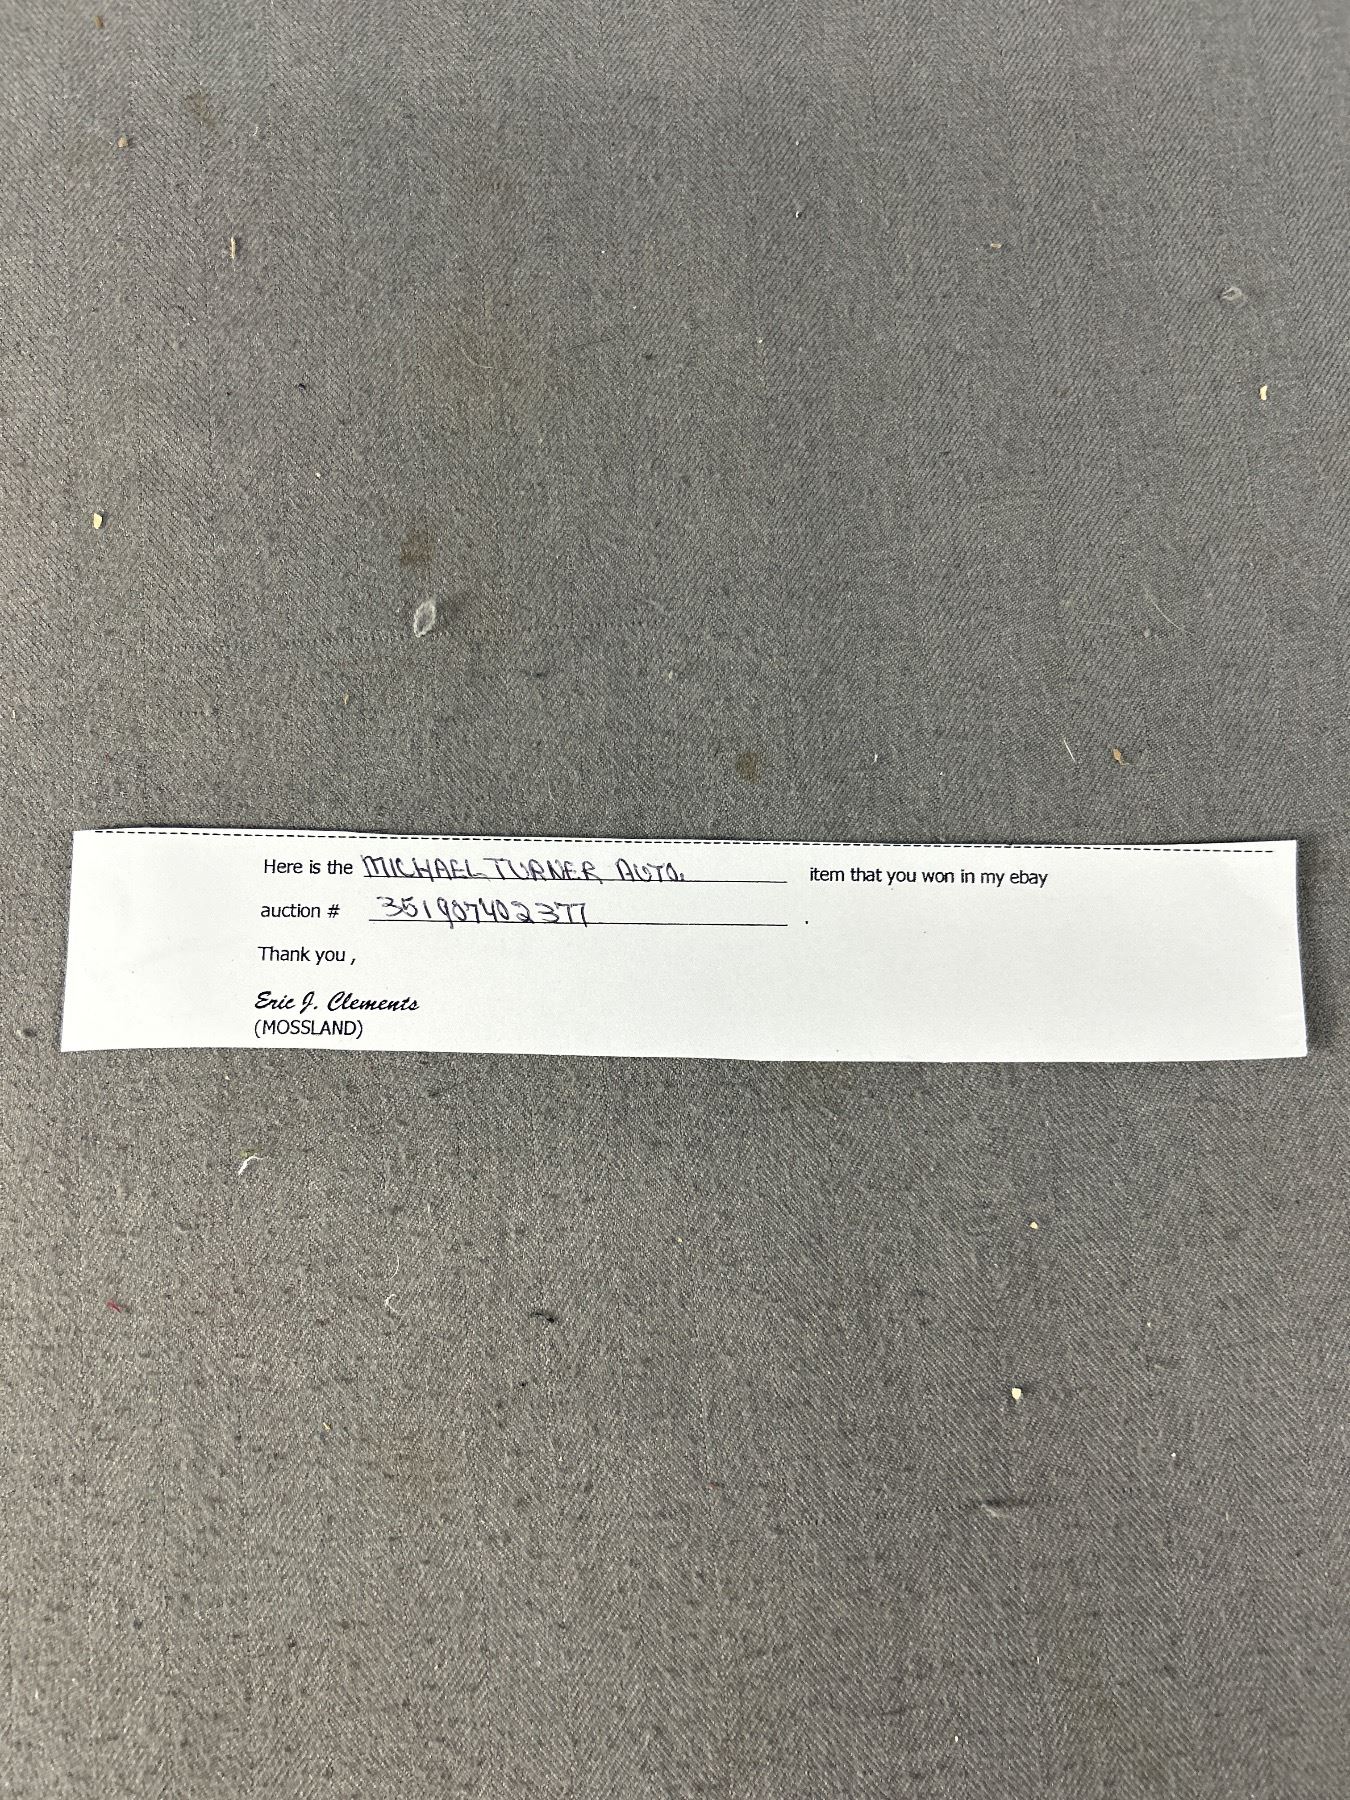 Here is the MICHAEL TURNER AUTO. item that you won in my ebay
auction # 351907402377 .
Thank you ,
Eric J. Clements
(MOSSLAND)